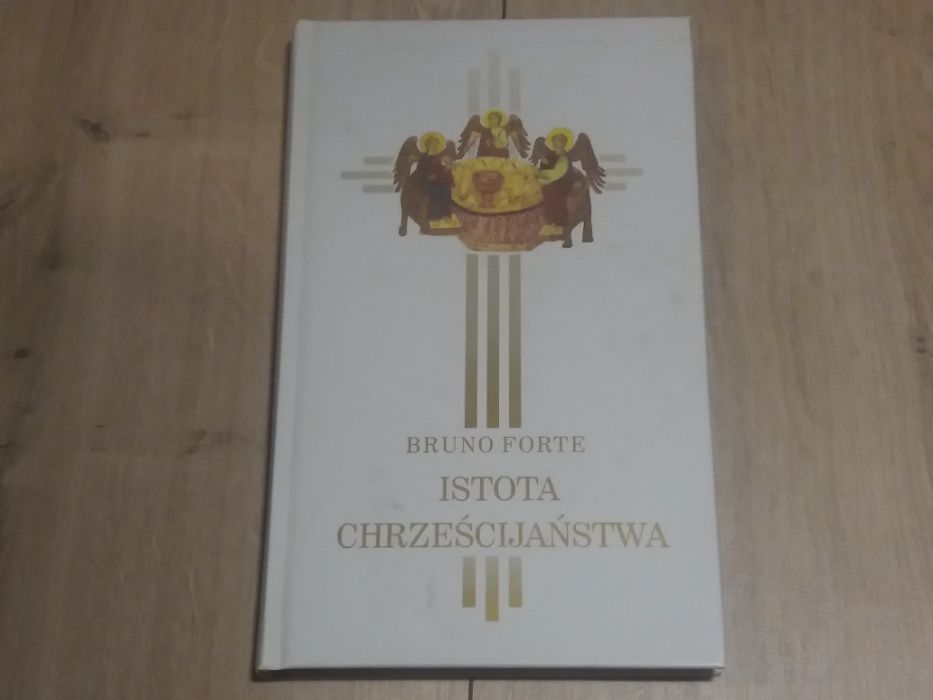 BRUNO FORTE
ISTOTA
CHRZEŚCIJAŃSTWA